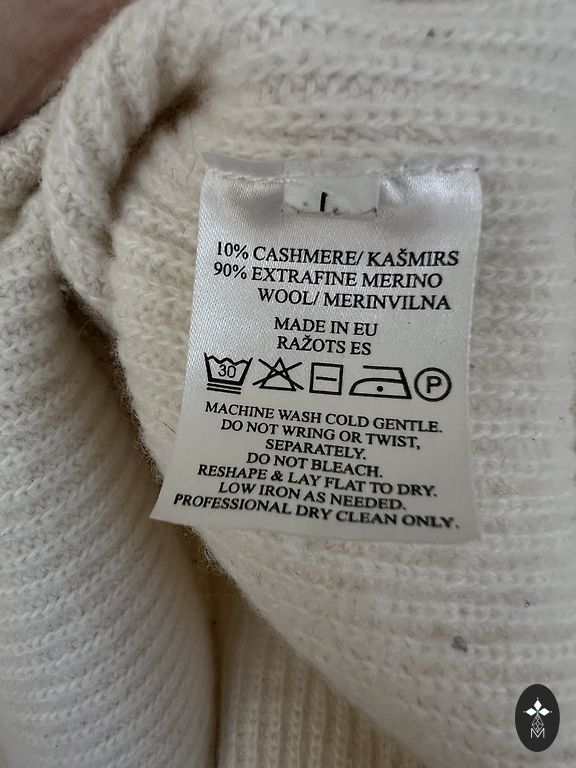 L
10% CASHMERE/ KAŠMIRS
90% EXTRAFINE MERINO
WOOL/ MERINVILNA
MADE IN EU
RAŽOTS ES
30 P
MACHINE WASH COLD GENTLE.
DO NOT WRING OR TWIST,
SEPARATELY.
DO NOT BLEACH.
RESHAPE & LAY FLAT TO DRY.
LOW IRON AS NEEDED.
PROFESSIONAL DRY CLEAN ONLY.
M